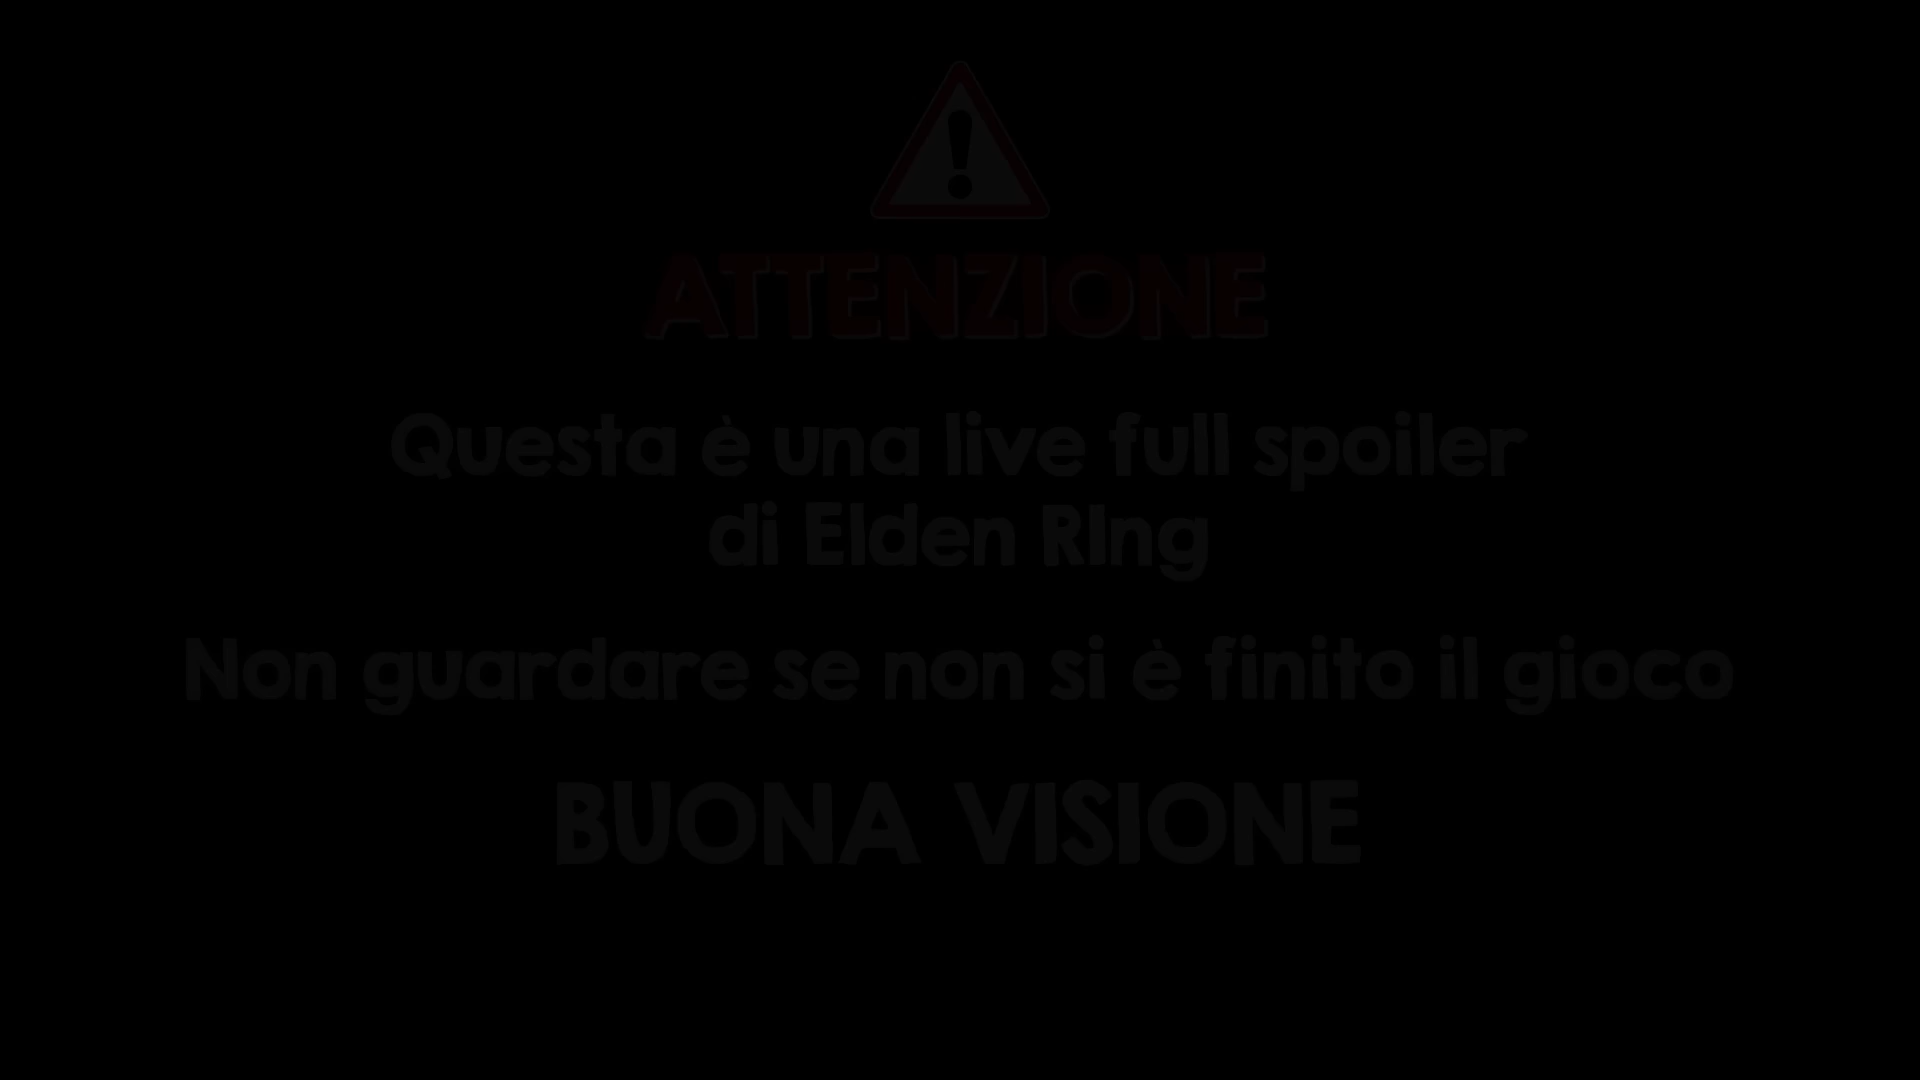 ATTENZIONE
Questa è una live full spoiler
di Elden RIng
Non guardare se non si è finito il gioco
BUONA VISIONE